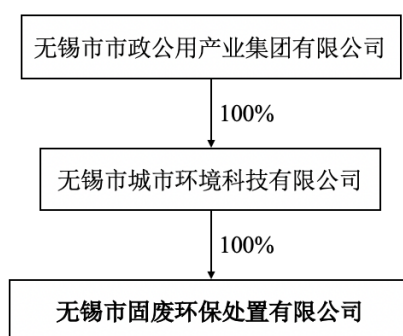 无锡市市政公用产业集团有限公司
100%
无锡市城市环境科技有限公司
100%
无锡市固废环保处置有限公司